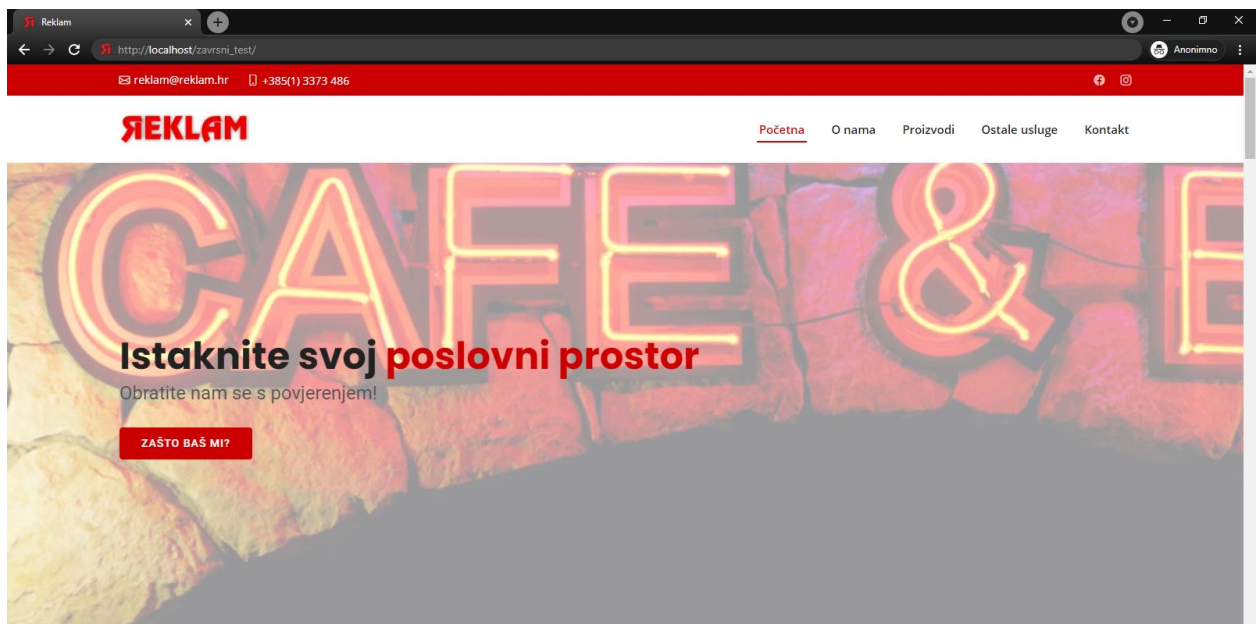 Reklam
http://localhost/zavrsni_test/
Anonimno
reklam@reklam.hr +385(1) 3373 486
ЯEKLAM
Početna O nama Proizvodi Ostale usluge Kontakt
CAFE & E
Istaknite svoj poslovni prostor
Obratite nam se s povjerenjem!
ZAŠTO BAŠ MI?